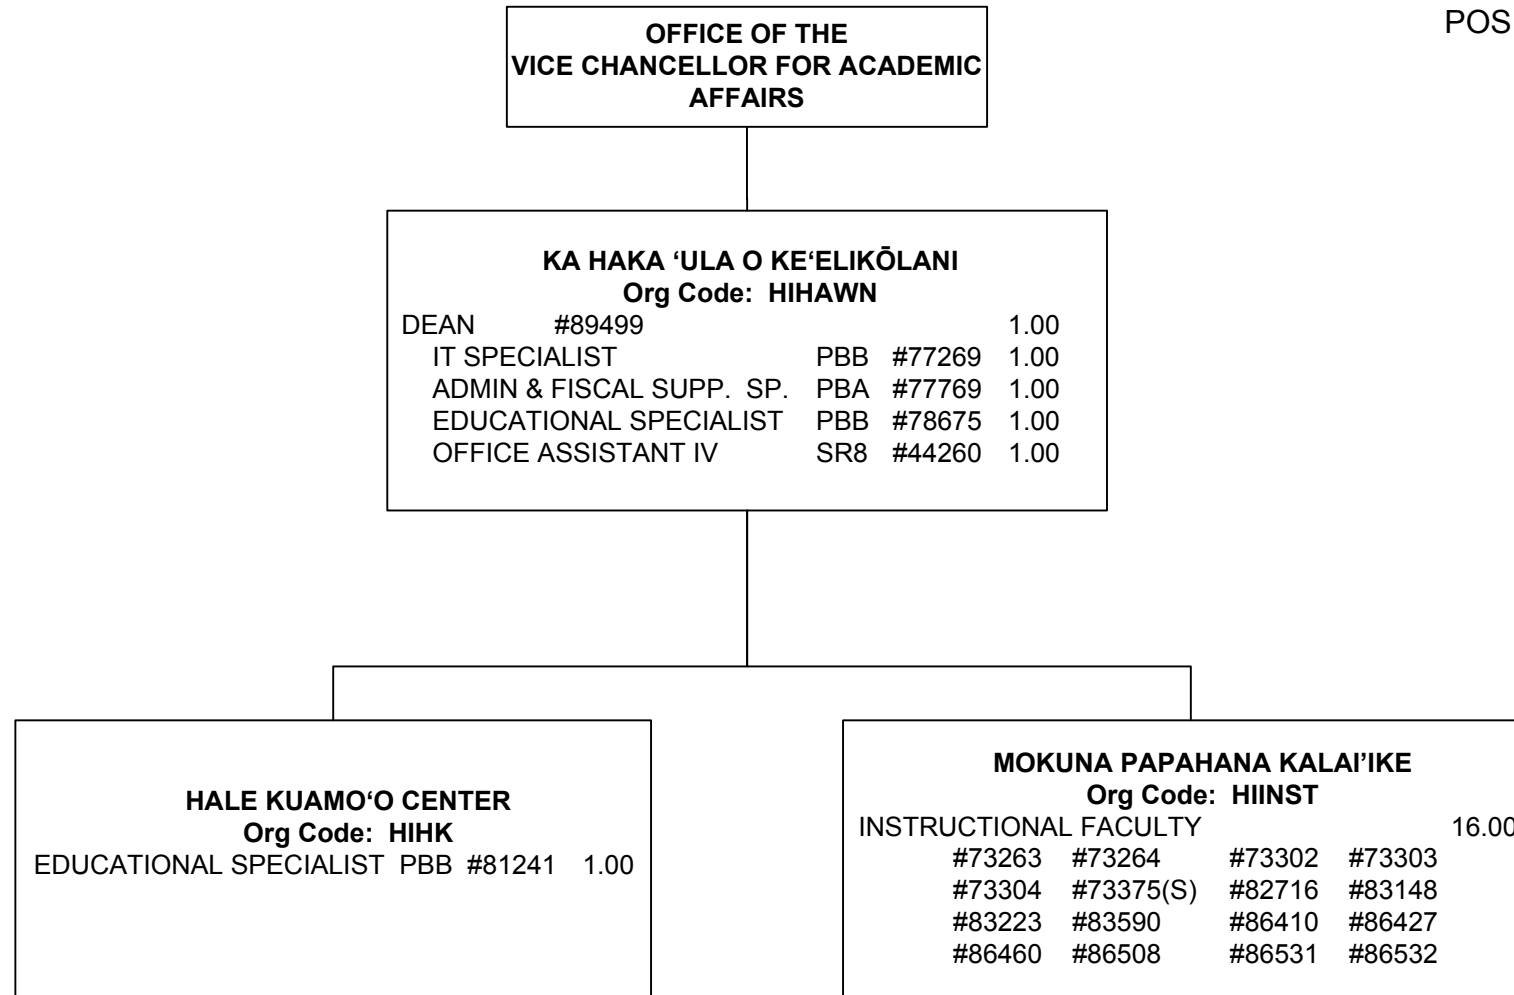 POS
OFFICE OF THE
VICE CHANCELLOR FOR ACADEMIC
AFFAIRS
KA HAKA ‘ULA O KE‘ELIKŌLANI
Org Code: HIHAWN
DEAN #89499 1.00
IT SPECIALIST PBB #77269 1.00
ADMIN & FISCAL SUPP. SP. PBA #77769 1.00
EDUCATIONAL SPECIALIST PBB #78675 1.00
OFFICE ASSISTANT IV SR8 #44260 1.00
HALE KUAMO‘O CENTER
Org Code: HIHK
EDUCATIONAL SPECIALIST PBB #81241 1.00
MOKUNA PAPAHANA KALAI’IKE
Org Code: HIINST
INSTRUCTIONAL FACULTY 16.00
#73263 #73264 #73302 #73303
#73304 #73375(S) #82716 #83148
#83223 #83590 #86410 #86427
#86460 #86508 #86531 #86532